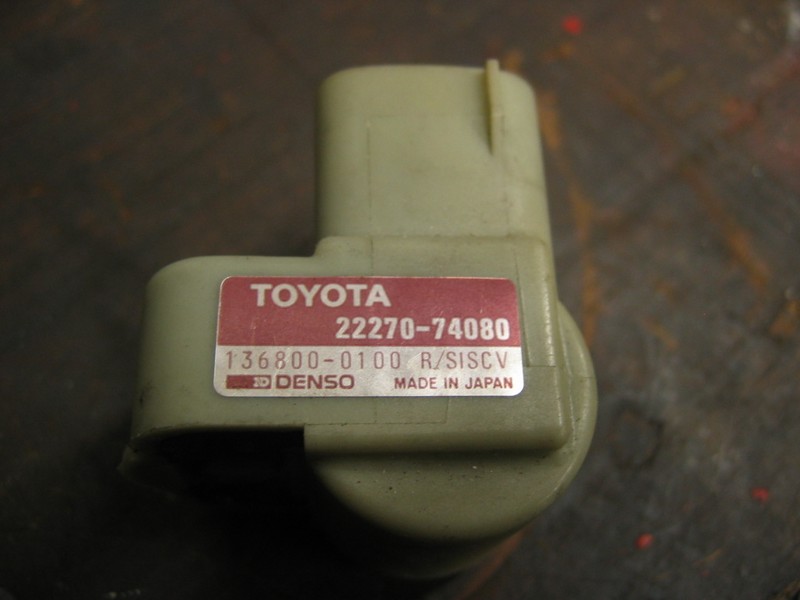 TOYOTA
22270-74080
136800-0100 R/SISCV
DENSO MADE IN JAPAN